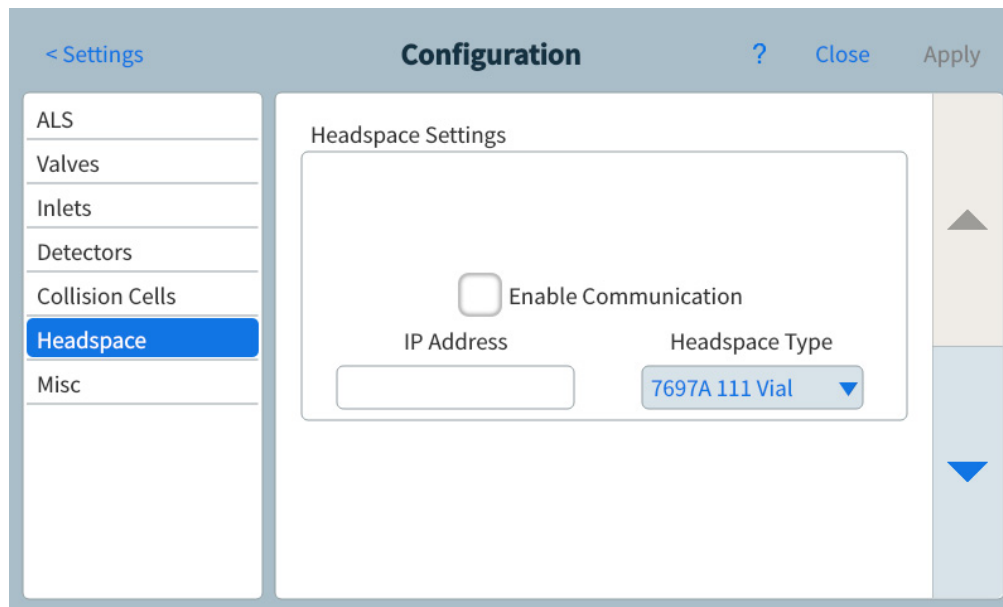 < Settings
Configuration
?
Close
Apply
ALS
Valves
Inlets
Detectors
Collision Cells
Headspace
Misc
Headspace Settings
Enable Communication
IP Address
Headspace Type
7697A 111 Vial